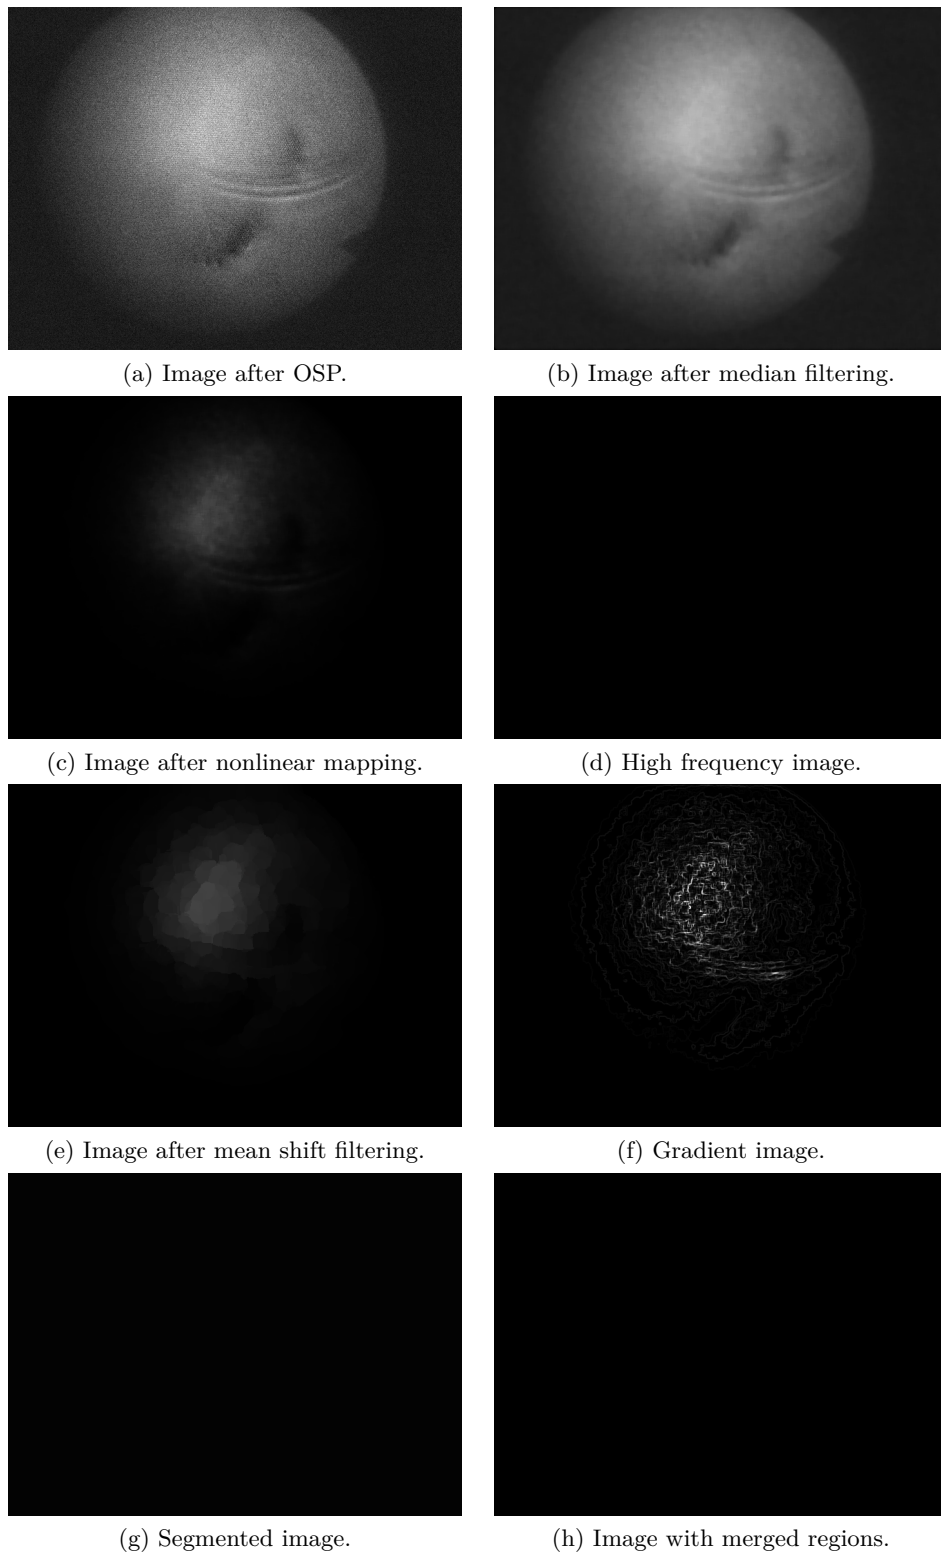 (a) Image after OSP.
(b) Image after median filtering.
(c) Image after nonlinear mapping.
(d) High frequency image.
(e) Image after mean shift filtering.
(f) Gradient image.
(g) Segmented image.
(h) Image with merged regions.